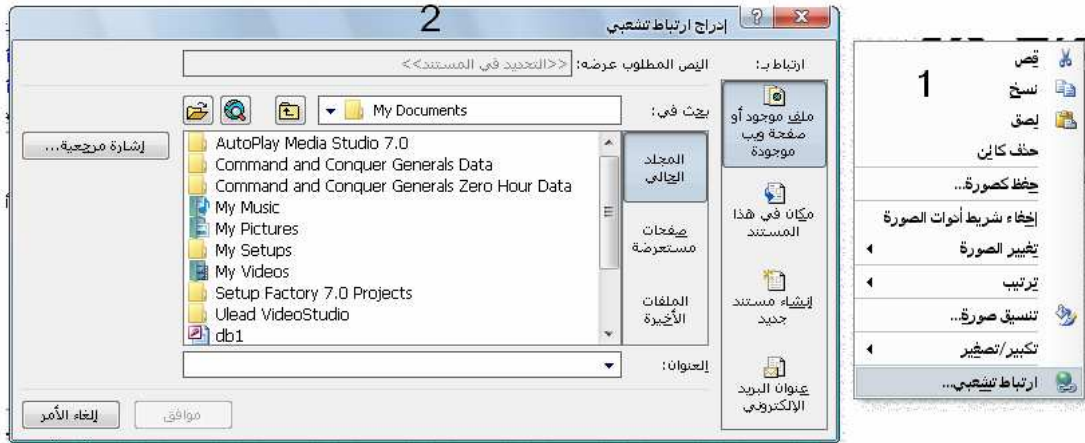 1
قص
نسخ
لصق
حذف كائن
حفظ كصورة...
إخفاء شريط أدوات الصورة
تغيير الصورة
ترتيب
تنسيق صورة...
تكبير/تصغير
ارتباط تشعبي...
2
إدراج ارتباط تشعبي
ارتباط بـ:
النص المطلوب عرضه:
<<التحديد في المستند>>
ملف موجود أو
صفحة ويب
موجودة
مكان في هذا
المستند
إنشاء مستند
جديد
عنوان البريد
الإلكتروني
بحث في:
My Documents
المجلد
الحالي
صفحات
مستعرضة
الملفات
الأخيرة
AutoPlay Media Studio 7.0
Command and Conquer Generals Data
Command and Conquer Generals Zero Hour Data
My Music
My Pictures
My Setups
My Videos
Setup Factory 7.0 Projects
Ulead VideoStudio
db1
إشارة مرجعية...
العنوان:
موافق
إلغاء الأمر